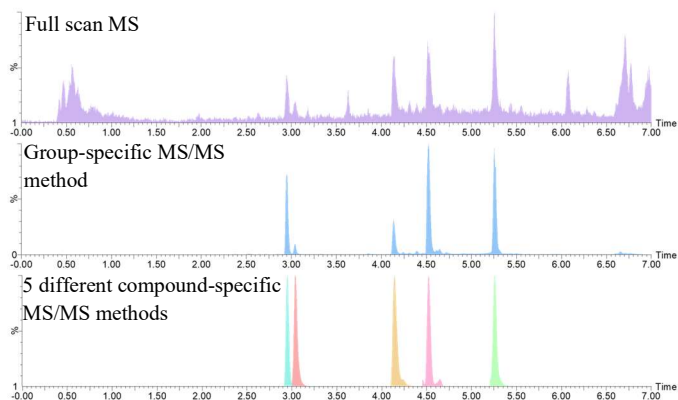 Full scan MS
%
1
-0.00 0.50 1.00 1.50 2.00 2.50 3.00 3.50 4.00 4.50 5.00 5.50 6.00 6.50 7.00 Time
Group-specific MS/MS
method
%
0
-0.00 0.50 1.00 1.50 2.00 2.50 3.00 3.50 4.00 4.50 5.00 5.50 6.00 6.50 7.00 Time
5 different compound-specific
MS/MS methods
%
1
-0.00 0.50 1.00 1.50 2.00 2.50 3.00 3.50 4.00 4.50 5.00 5.50 6.00 6.50 7.00 Time